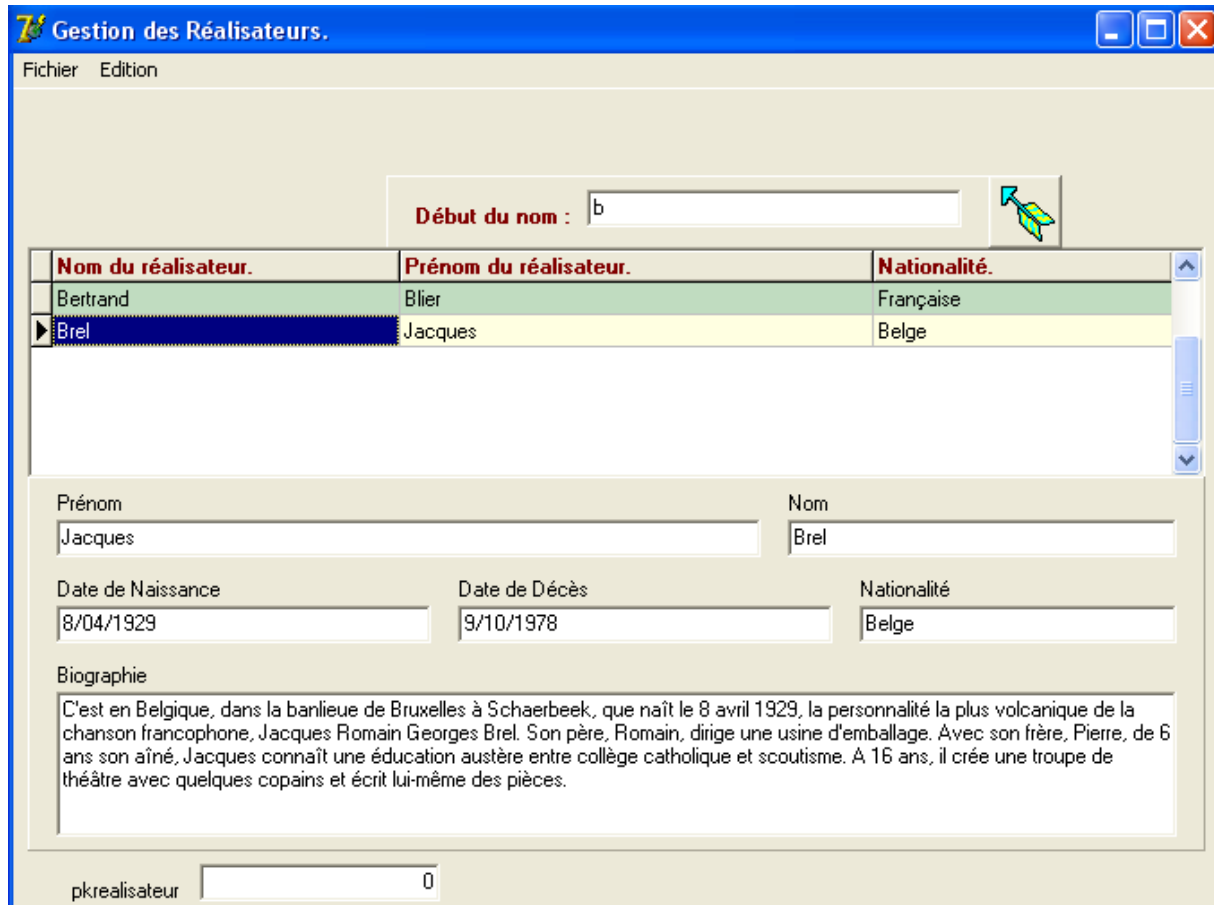 Gestion des Réalisateurs.
Fichier Edition
Début du nom : b
Nom du réalisateur. Prénom du réalisateur. Nationalité.
Bertrand Blier Française
Brel Jacques Belge
Prénom Nom
Jacques Brel
Date de Naissance Date de Décès Nationalité
8/04/1929 9/10/1978 Belge
Biographie
C'est en Belgique, dans la banlieue de Bruxelles à Schaerbeek, que naît le 8 avril 1929, la personnalité la plus volcanique de la
chanson francophone, Jacques Romain Georges Brel. Son père, Romain, dirige une usine d'emballage. Avec son frère, Pierre, de 6
ans son aîné, Jacques connaît une éducation austère entre collège catholique et scoutisme. A 16 ans, il crée une troupe de
théâtre avec quelques copains et écrit lui-même des pièces.
pkrealisateur 0